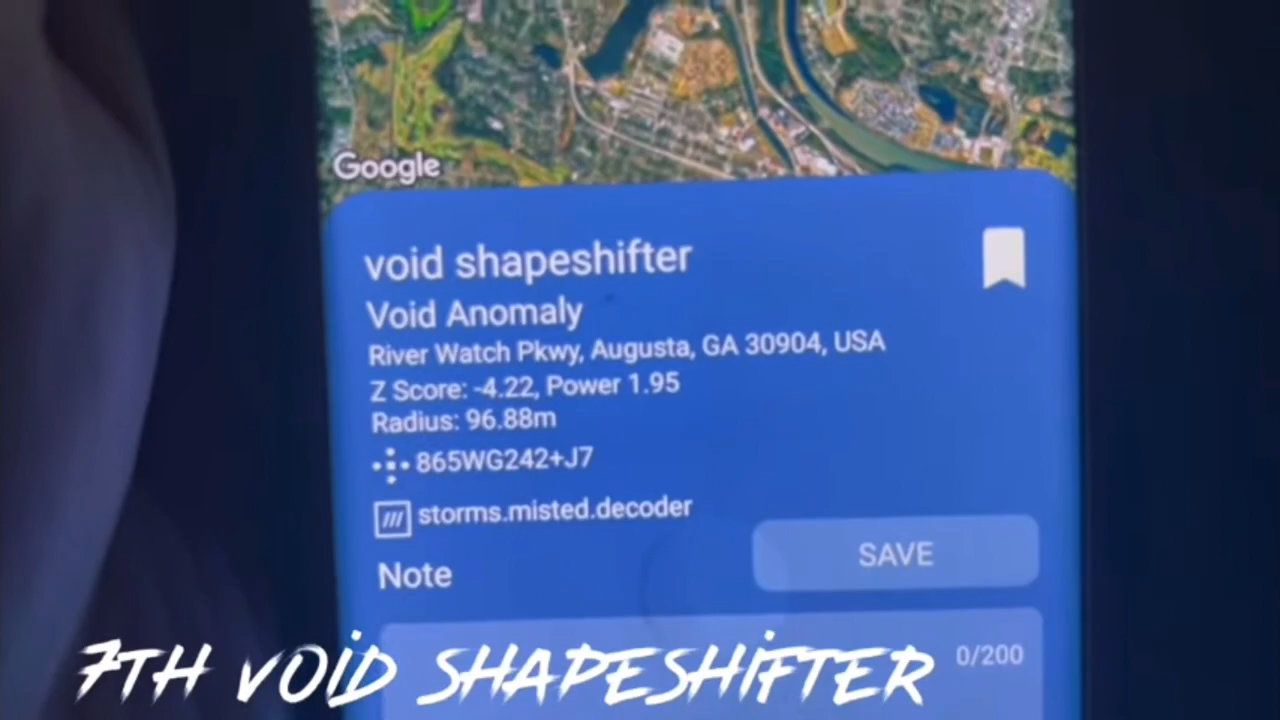 Google
void shapeshifter
Void Anomaly
River Watch Pkwy, Augusta, GA 30904, USA
Z Score: -4.22, Power 1.95
Radius: 96.88m
865WG242+J7
/// storms.misted.decoder
SAVE
Note
0/200
7TH VOID SHAPESHIFTER